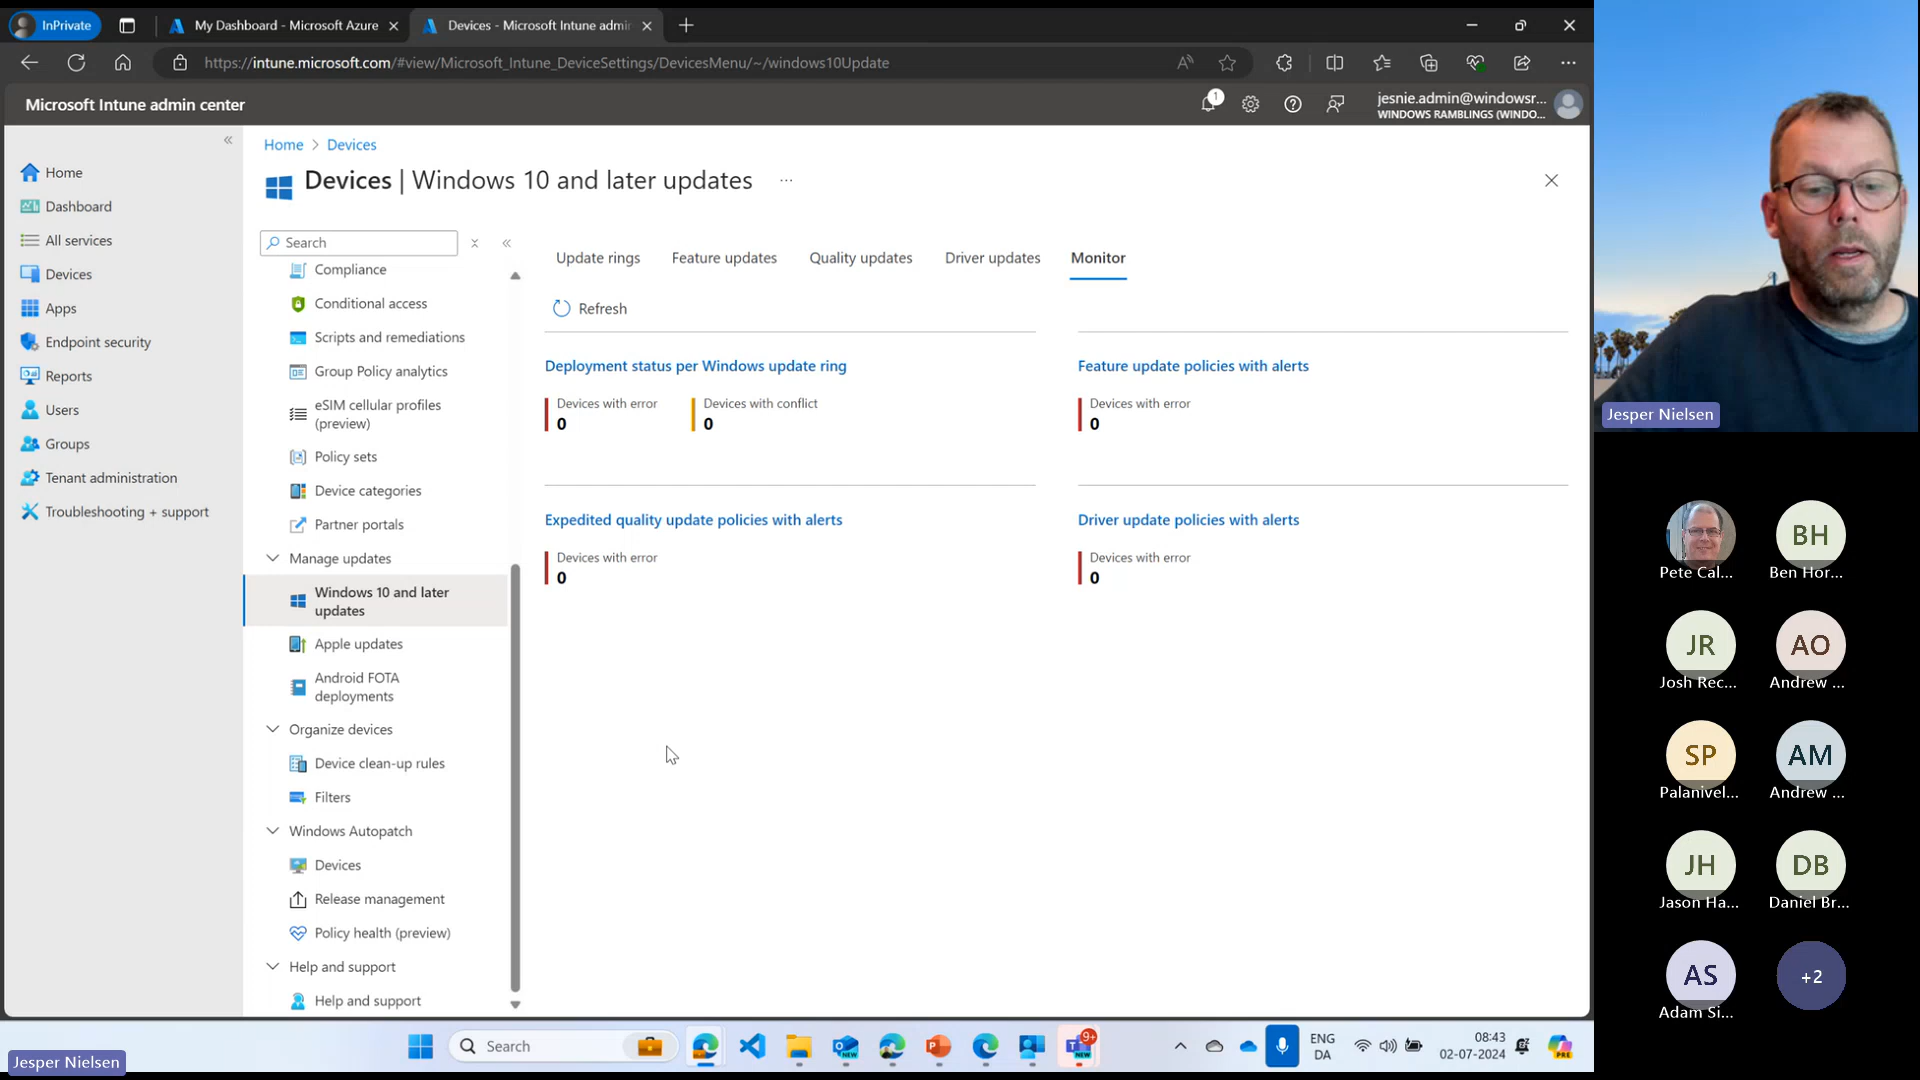 InPrivate
My Dashboard - Microsoft Azure
Devices - Microsoft Intune admin
https://intune.microsoft.com/#view/Microsoft_Intune_DeviceSettings/DevicesMenu/~/windows10Update
Microsoft Intune admin center
1
jesnie.admin@windowsr...
WINDOWS RAMBLINGS (WINDO...
Home
Dashboard
All services
Devices
Apps
Endpoint security
Reports
Users
Groups
Tenant administration
Troubleshooting + support
Home > Devices
Devices | Windows 10 and later updates ...
Search
Compliance
Conditional access
Scripts and remediations
Group Policy analytics
eSIM cellular profiles
(preview)
Policy sets
Device categories
Partner portals
Manage updates
Windows 10 and later
updates
Apple updates
Android FOTA
deployments
Organize devices
Device clean-up rules
Filters
Windows Autopatch
Devices
Release management
Policy health (preview)
Help and support
Help and support
Update rings
Feature updates
Quality updates
Driver updates
Monitor
Refresh
Deployment status per Windows update ring
Devices with error
0
Devices with conflict
0
Feature update policies with alerts
Devices with error
0
Expedited quality update policies with alerts
Devices with error
0
Driver update policies with alerts
Devices with error
0
Jesper Nielsen
Pete Cal...
BH
Ben Hor...
JR
Josh Rec...
AO
Andrew ...
SP
Palanivel...
AM
Andrew ...
JH
Jason Ha...
DB
Daniel Br...
AS
Adam Si...
+2
Search
NEW
9+
NEW
ENG
DA
08:43
02-07-2024
PRE
Jesper Nielsen